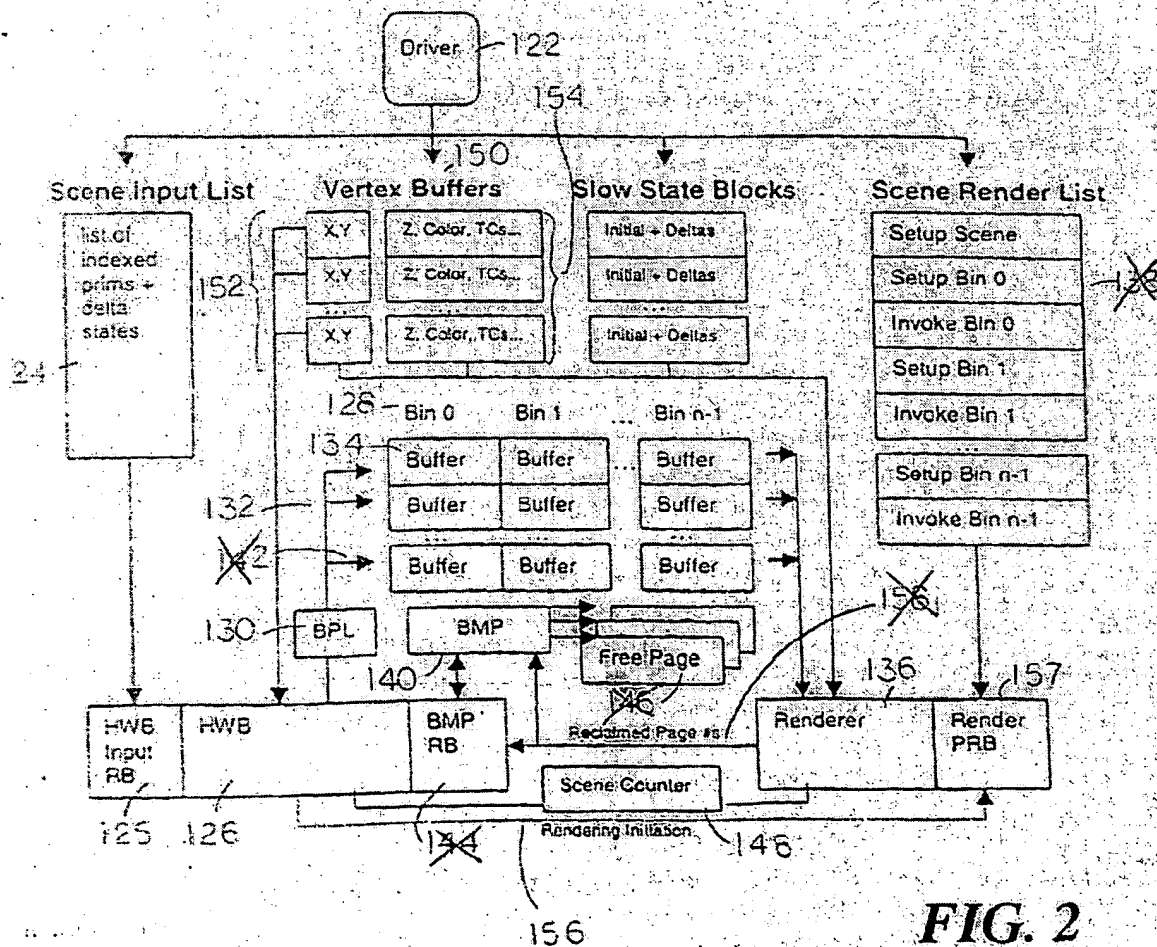 Driver
122
154
150
Scene Input List
Vertex Buffers
Slow State Blocks
Scene Render List
list of
indexed
prims +
delta
states
24
152
X,Y
Z, Color, TCs...
X,Y
Z, Color, TCs...
...
...
X,Y
Z, Color, TCs...
Initial + Deltas
Initial + Deltas
...
Initial + Deltas
Setup Scene
Setup Bin 0
Invoke Bin 0
Setup Bin 1
Invoke Bin 1
...
Setup Bin n-1
Invoke Bin n-1
128
Bin 0
Bin 1
...
Bin n-1
134
Buffer
Buffer
...
Buffer
132
Buffer
Buffer
Buffer
...
...
...
142
Buffer
Buffer
Buffer
130
BPL
BMP
140
Free Page
146
136
157
HWB
Input
RB
HWB
BMP
RB
Reclaimed Page #s
Renderer
Render
PRB
125
126
144
Scene Counter
148
Rendering Initiation
156
FIG. 2